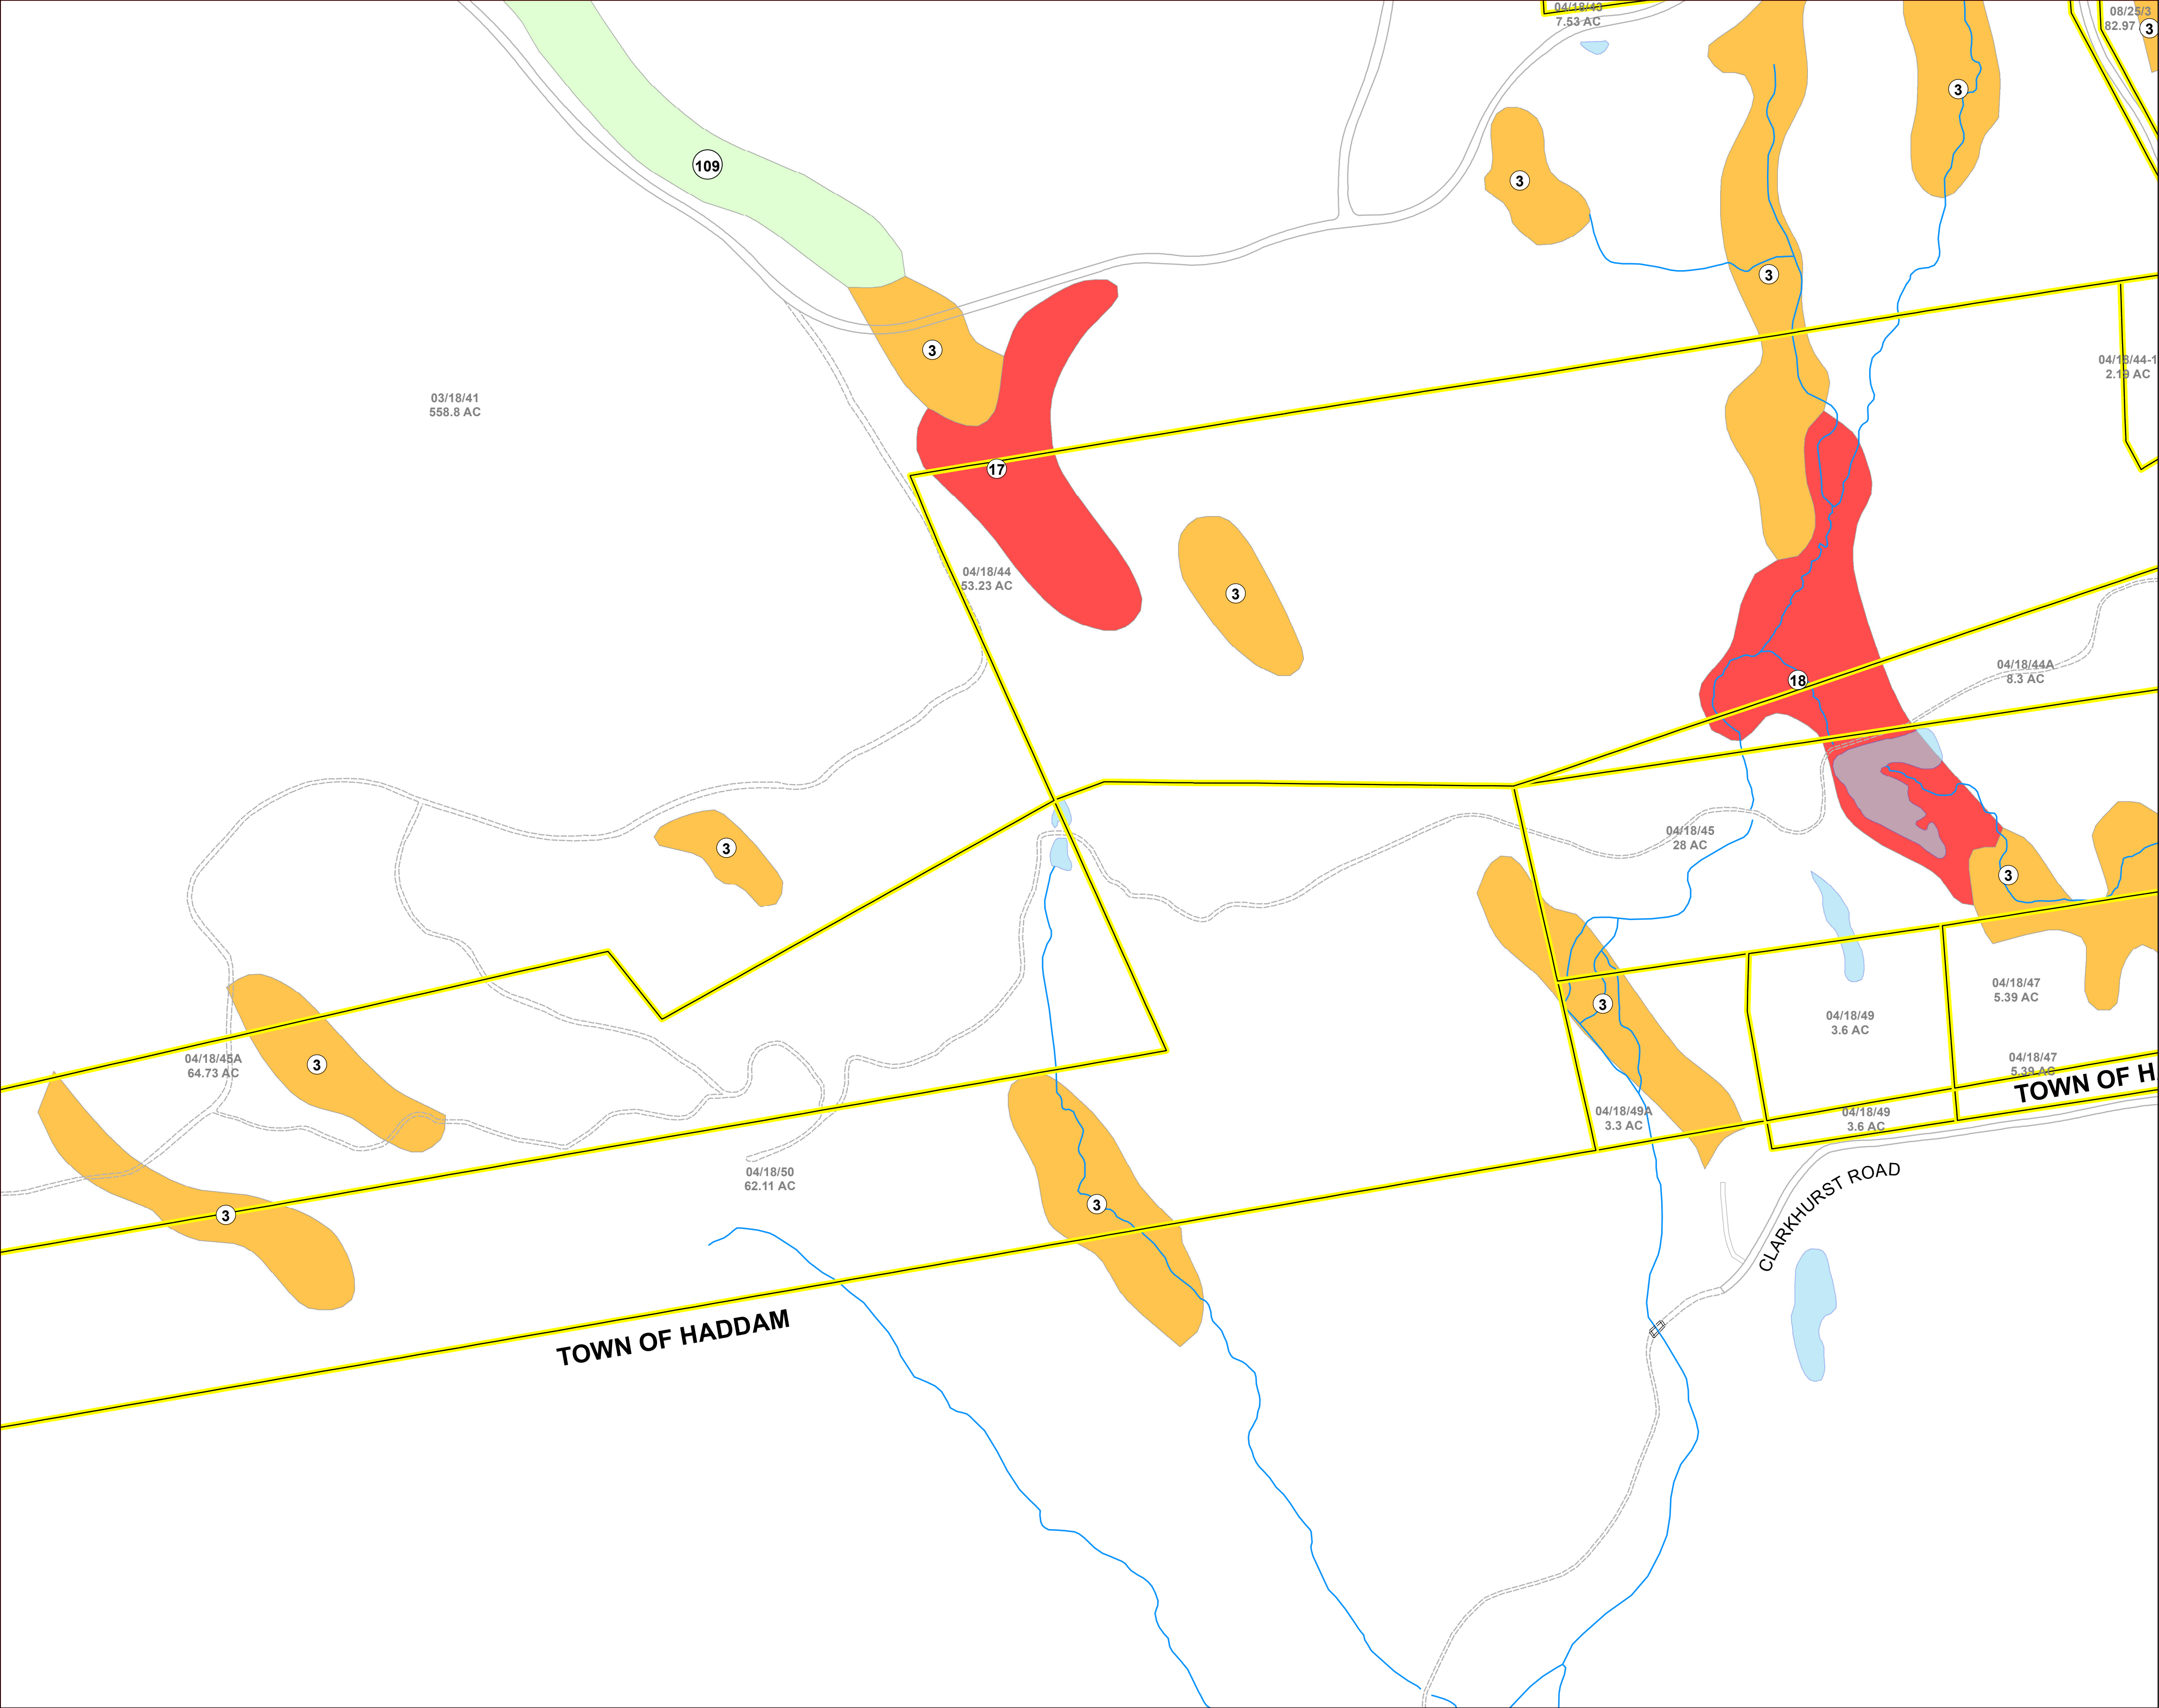 04/18/43
7.53 AC
08/25/3
82.97
3
3
109
3
3
3
04/18/44-1
2.19 AC
03/18/41
558.8 AC
17
04/18/44
53.23 AC
3
04/18/44A
8.3 AC
18
04/18/45
28 AC
3
3
04/18/47
5.39 AC
3
04/18/49
3.6 AC
04/18/45A
64.73 AC
3
04/18/47
5.39 AC
TOWN OF H
04/18/49A
3.3 AC
04/18/49
3.6 AC
04/18/50
62.11 AC
3
3
CLARKHURST ROAD
TOWN OF HADDAM